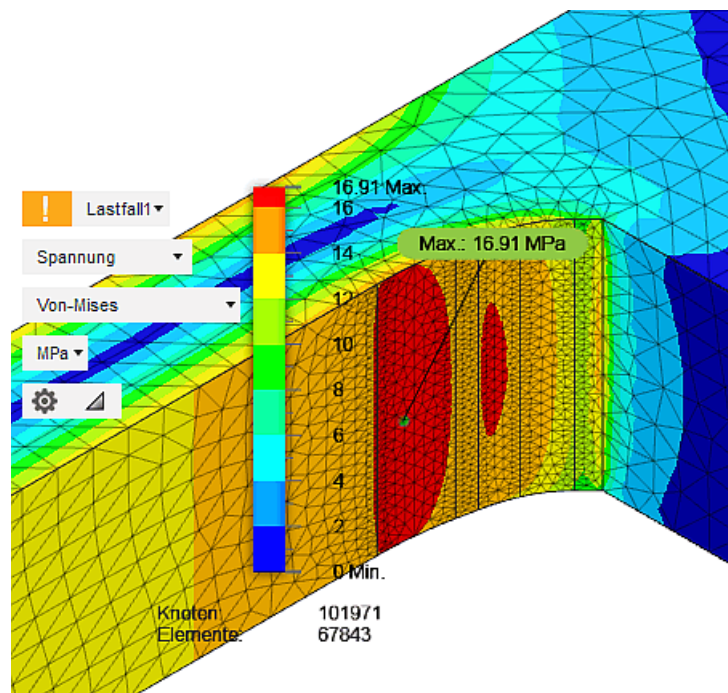 16.91 Max.
! Lastfall1
16
Max.: 16.91 MPa
Spannung
14
Von-Mises
12
MPa
10
8
6
4
2
0 Min.
Knoten: 101971
Elemente: 67843